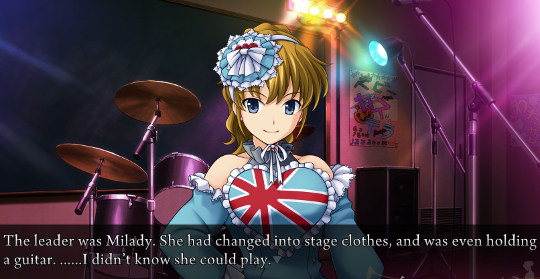 The leader was Milady. She had changed into stage clothes, and was even holding
a guitar. ......I didn't know she could play.